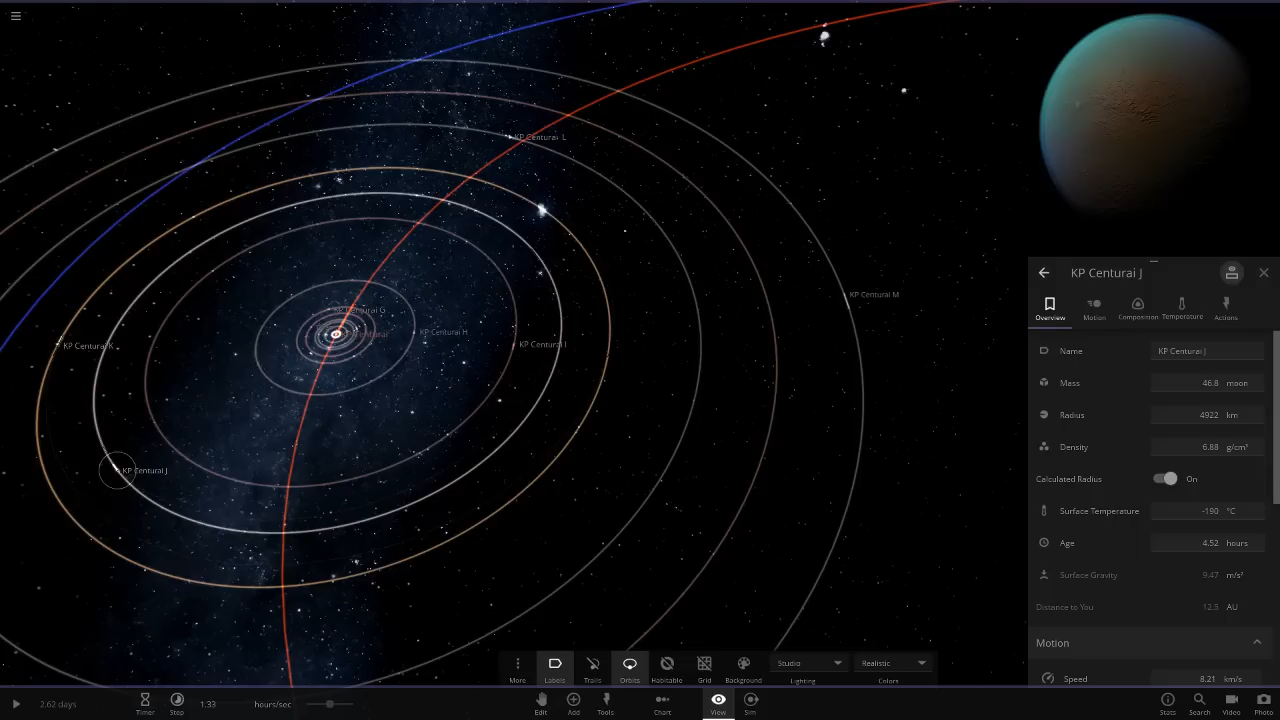 KP Centurai L
KP Centurai M
KP Centurai G
KP Centurai H
KP Centurai K
KP Centurai I
KP Centurai J
KP Centurai J
Overview
Motion
Composition
Temperature
Actions
Name KP Centurai J
Mass 46.8 moon
Radius 4922 km
Density 6.88 g/cm³
Calculated Radius On
Surface Temperature -190 °C
Age 4.52 hours
Surface Gravity 9.47 m/s²
Distance to You 12.5 AU
Motion
Speed 8.21 km/s
More
Labels
Trails
Orbits
Habitable
Grid
Background
Studio
Lighting
Realistic
Colors
2.62 days
Timer
Step
1.33 hours/sec
Edit
Add
Tools
Chart
View
Sim
Stats
Search
Video
Photo